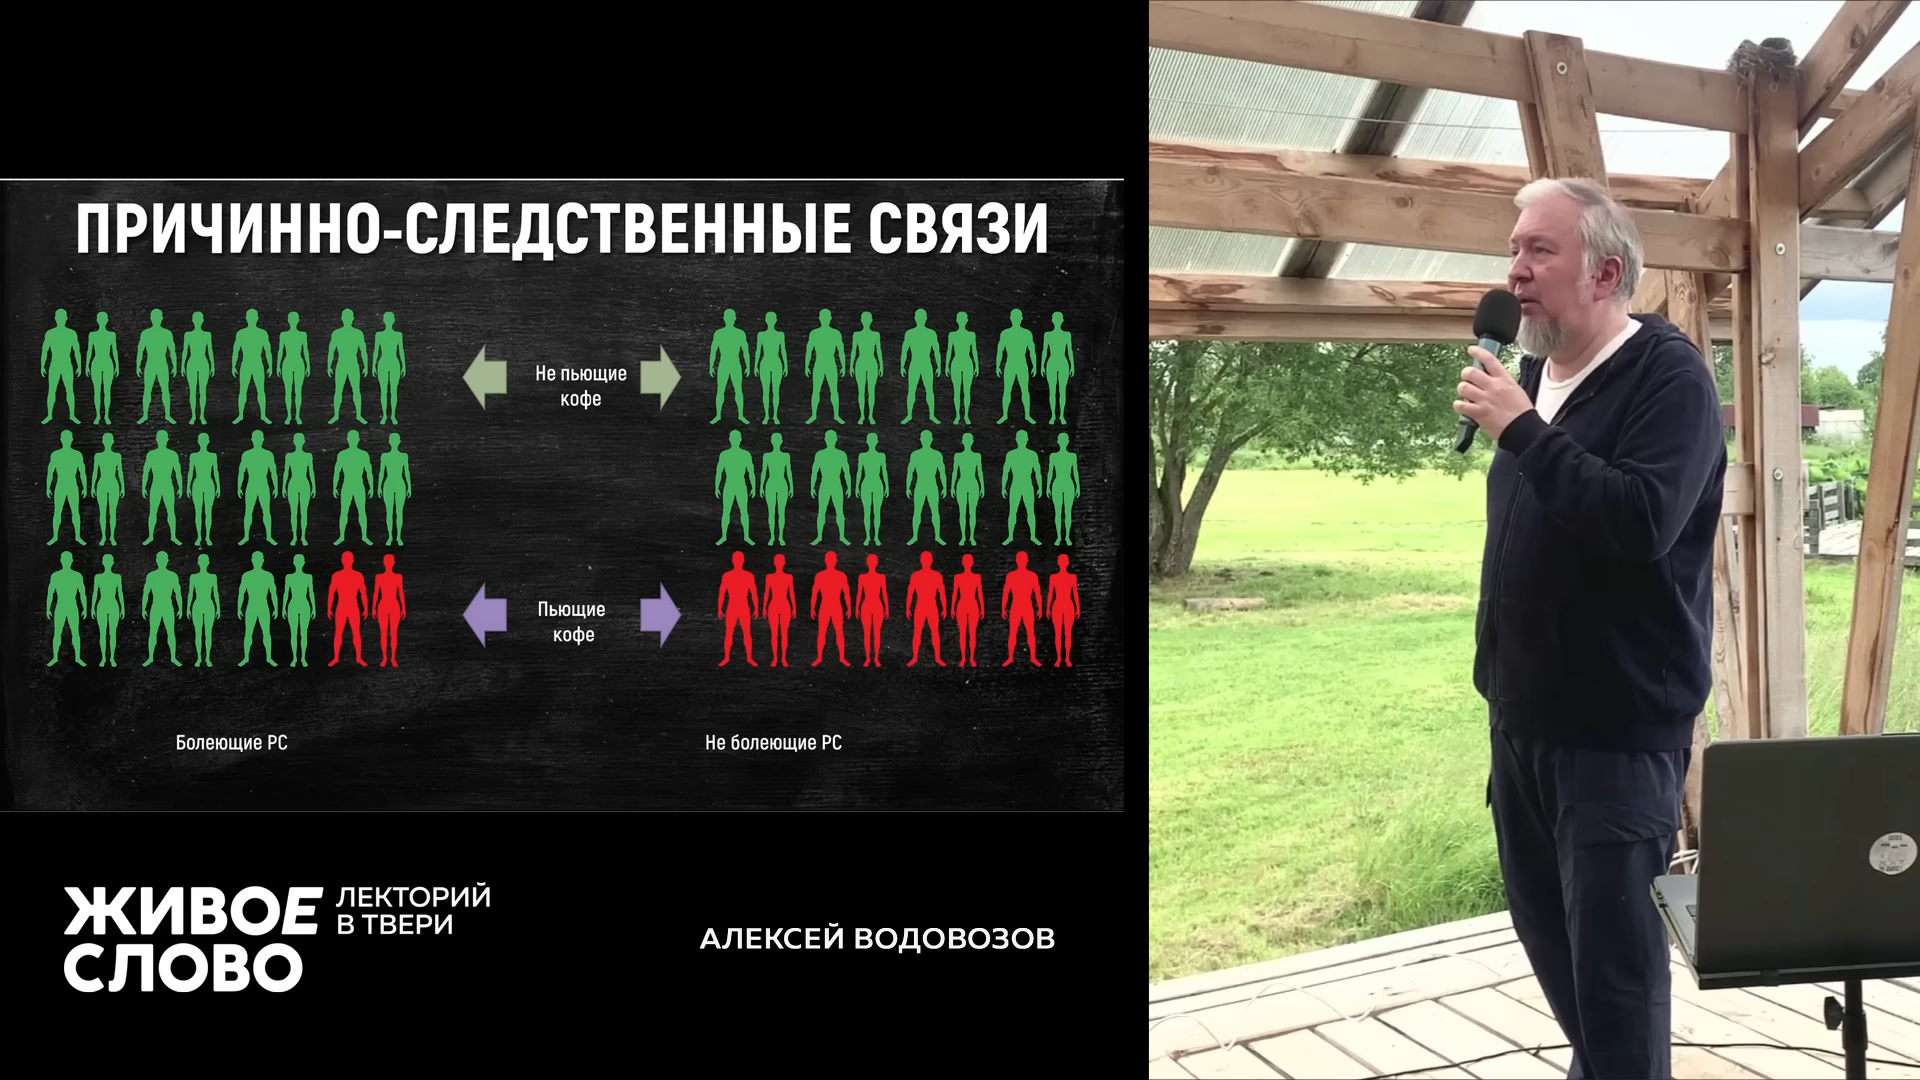 ПРИЧИННО-СЛЕДСТВЕННЫЕ СВЯЗИ
Не пьющие
кофе
Пьющие
кофе
Болеющие РС
Не болеющие РС
ЖИВОЕ
СЛОВО
ЛЕКТОРИЙ
В ТВЕРИ
АЛЕКСЕЙ ВОДОВОЗОВ